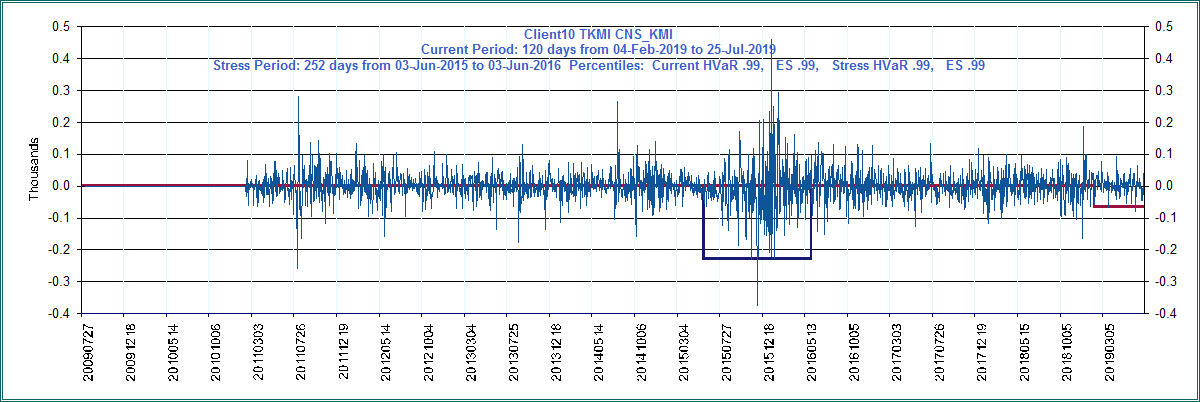 Client10 TKMI CNS_KMI
Current Period: 120 days from 04-Feb-2019 to 25-Jul-2019
Stress Period: 252 days from 03-Jun-2015 to 03-Jun-2016 Percentiles: Current HVaR .99, ES .99, Stress HVaR .99, ES .99
0.5 0.5
0.4 0.4
0.3 0.3
0.2 0.2
0.1 0.1
0.0 0.0
-0.1 -0.1
-0.2 -0.2
-0.3 -0.3
-0.4 -0.4
Thousands
20090727 20091218 20100514 20101006 20110303 20110726 20111219 20120514 20121004 20130304 20130725 20131218 20140514 20141006 20150304 20150727 20151218 20160513 20161005 20170303 20170726 20171219 20180515 20181005 20190305